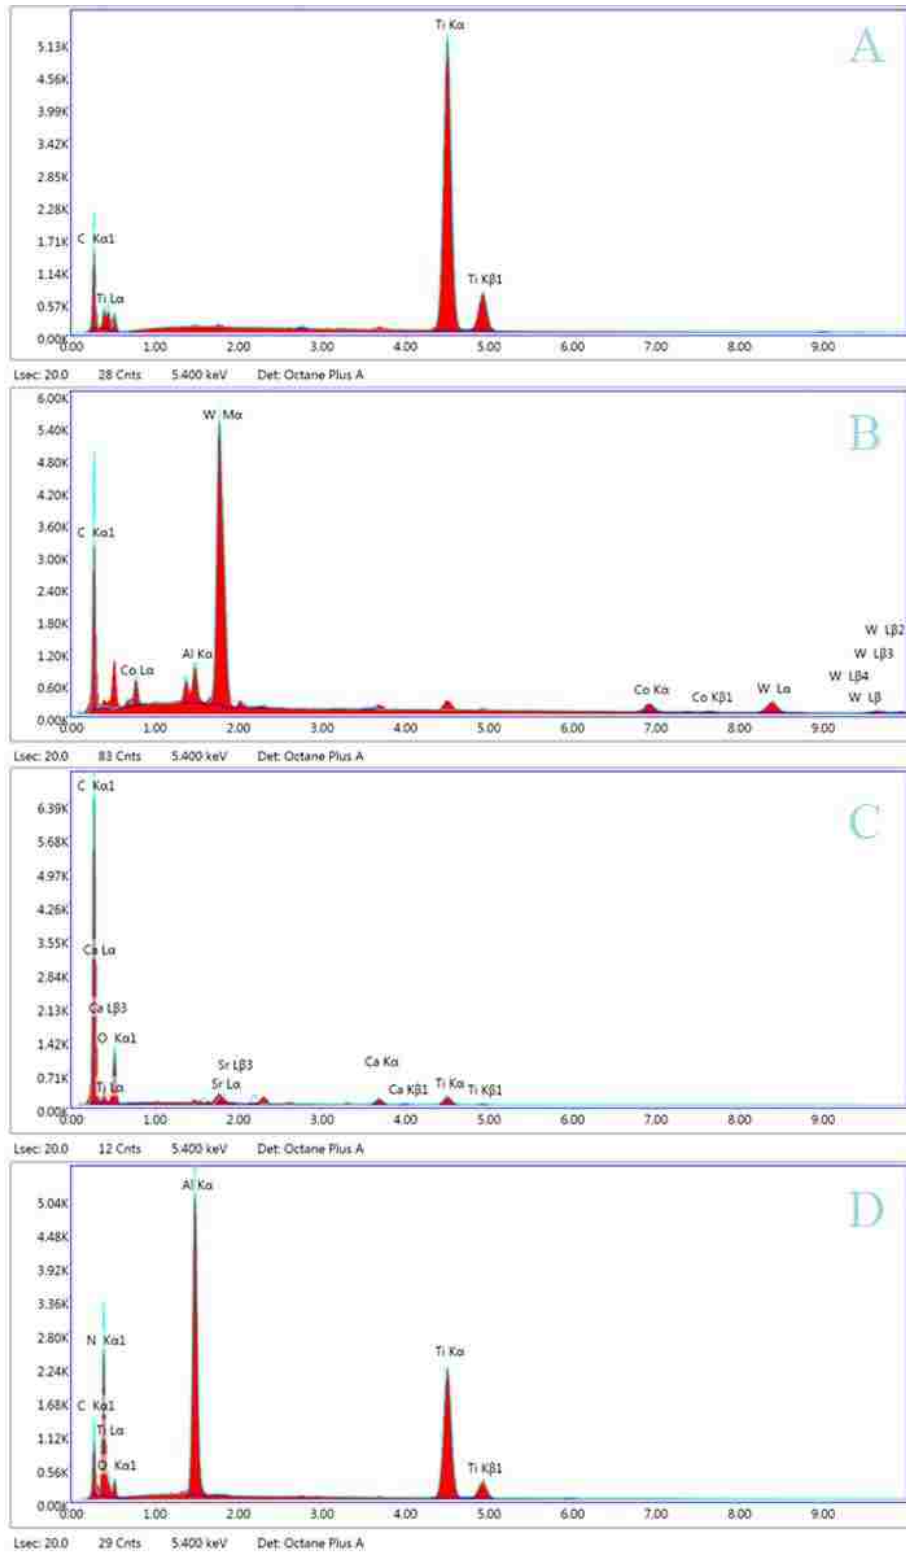 Ti Kα
A
5.13K
4.56K
3.99K
3.42K
2.85K
2.28K
1.71K
C Kα1
1.14K
Ti Lα
Ti Kβ1
0.57K
0.00K
0.00 1.00 2.00 3.00 4.00 5.00 6.00 7.00 8.00 9.00
Lsec: 20.0 28 Cnts 5.400 keV Det: Octane Plus A
6.00K
W Mα
B
5.40K
4.80K
4.20K
3.60K
C Kα1
3.00K
2.40K
1.80K
W Lβ2
1.20K
Al Kα
W Lβ3
Co Lα
W Lβ4
0.60K
Co Kα
Co Kβ1
W Lα
W Lβ
0.00K
0.00 1.00 2.00 3.00 4.00 5.00 6.00 7.00 8.00 9.00
Lsec: 20.0 83 Cnts 5.400 keV Det: Octane Plus A
C Kα1
C
6.39K
5.68K
4.97K
4.26K
3.55K
Ca Lα
2.84K
2.13K
Ca Lβ3
1.42K
O Kα1
Sr Lβ3
Ca Kα
0.71K
Ti Lα
Sr Lα
Ca Kβ1
Ti Kα
Ti Kβ1
0.00K
0.00 1.00 2.00 3.00 4.00 5.00 6.00 7.00 8.00 9.00
Lsec: 20.0 12 Cnts 5.400 keV Det: Octane Plus A
Al Kα
D
5.04K
4.48K
3.92K
3.36K
2.80K
N Kα1
Ti Kα
2.24K
1.68K
C Kα1
Ti Lα
1.12K
O Kα1
Ti Kβ1
0.56K
0.00K
0.00 1.00 2.00 3.00 4.00 5.00 6.00 7.00 8.00 9.00
Lsec: 20.0 29 Cnts 5.400 keV Det: Octane Plus A